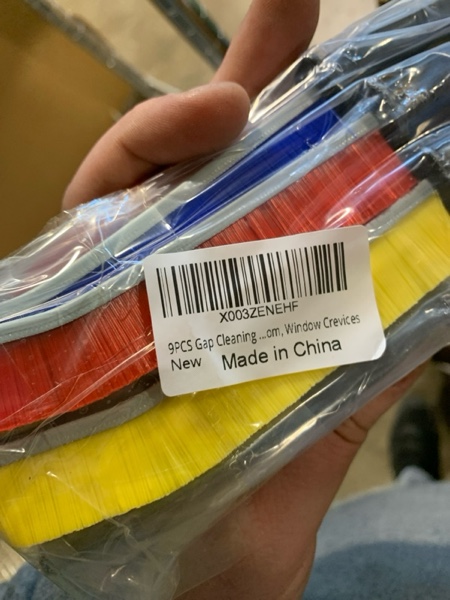 X003ZENEHF
9PCS Gap Cleaning ...om, Window Crevices
New Made in China